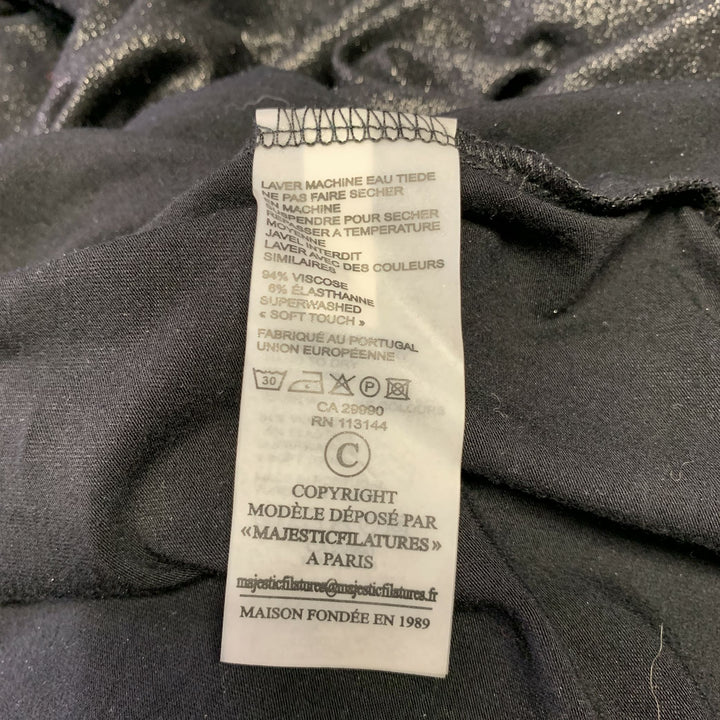 LAVER MACHINE EAU TIEDE
NE PAS FAIRE SECHER
EN MACHINE
RESPENDRE POUR SECHER
REPASSER A TEMPERATURE
MOYENNE
JAVEL INTERDIT
LAVER AVEC DES COULEURS
SIMILAIRES
94% VISCOSE
6% ÉLASTHANNE
SUPERWASHED
« SOFT TOUCH »
FABRIQUÉ AU PORTUGAL
UNION EUROPÉENNE
30 P
CA 29990
RN 113144
C
COPYRIGHT
MODÈLE DÉPOSÉ PAR
«MAJESTICFILATURES»
A PARIS
majesticfilatures@majesticfilatures.fr
MAISON FONDÉE EN 1989